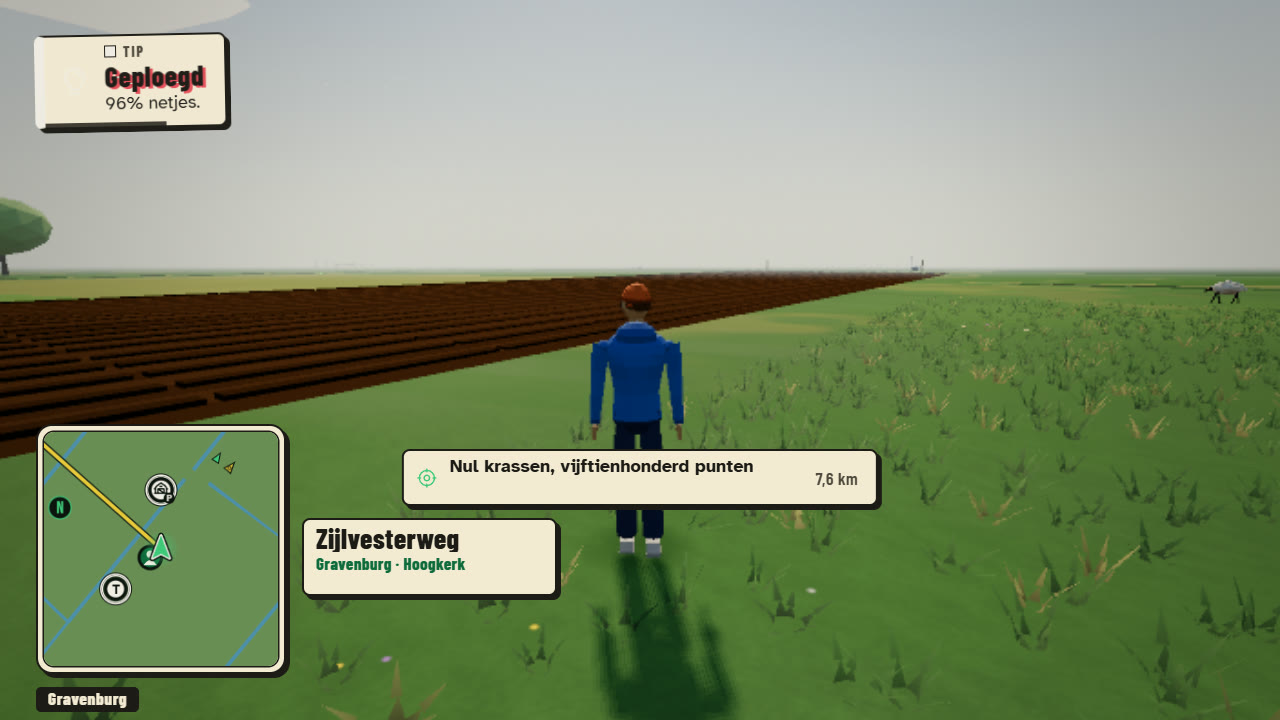 TIP
Geploegd
96% netjes.
Nul krassen, vijftienhonderd punten
7,6 km
Zijlvesterweg
Gravenburg · Hoogkerk
N
P
T
Gravenburg